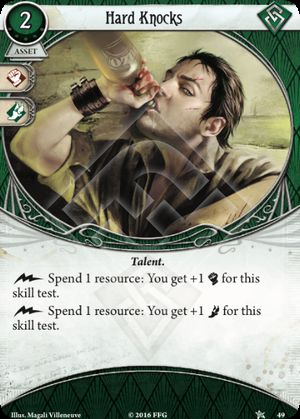 2
Hard Knocks
ASSET
Talent.
Spend 1 resource: You get +1 for this
skill test.
Spend 1 resource: You get +1 for this
skill test.
Illus. Magali Villeneuve
© 2016 FFG
49